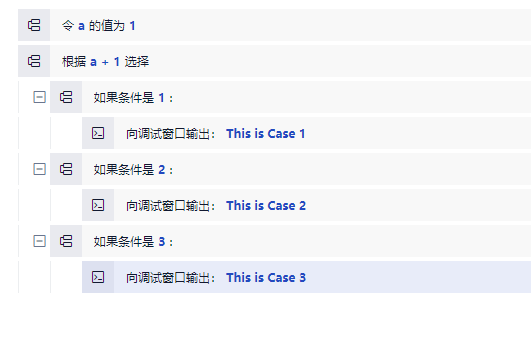 令 a 的值为 1
根据 a + 1 选择
如果条件是 1 :
向调试窗口输出: This is Case 1
如果条件是 2 :
向调试窗口输出: This is Case 2
如果条件是 3 :
向调试窗口输出: This is Case 3